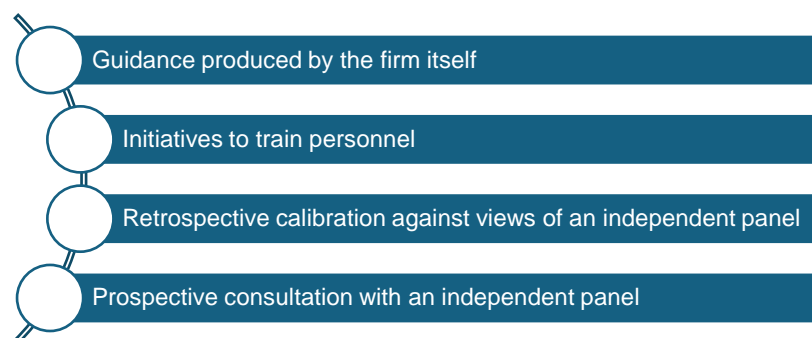 Guidance produced by the firm itself
Initiatives to train personnel
Retrospective calibration against views of an independent panel
Prospective consultation with an independent panel